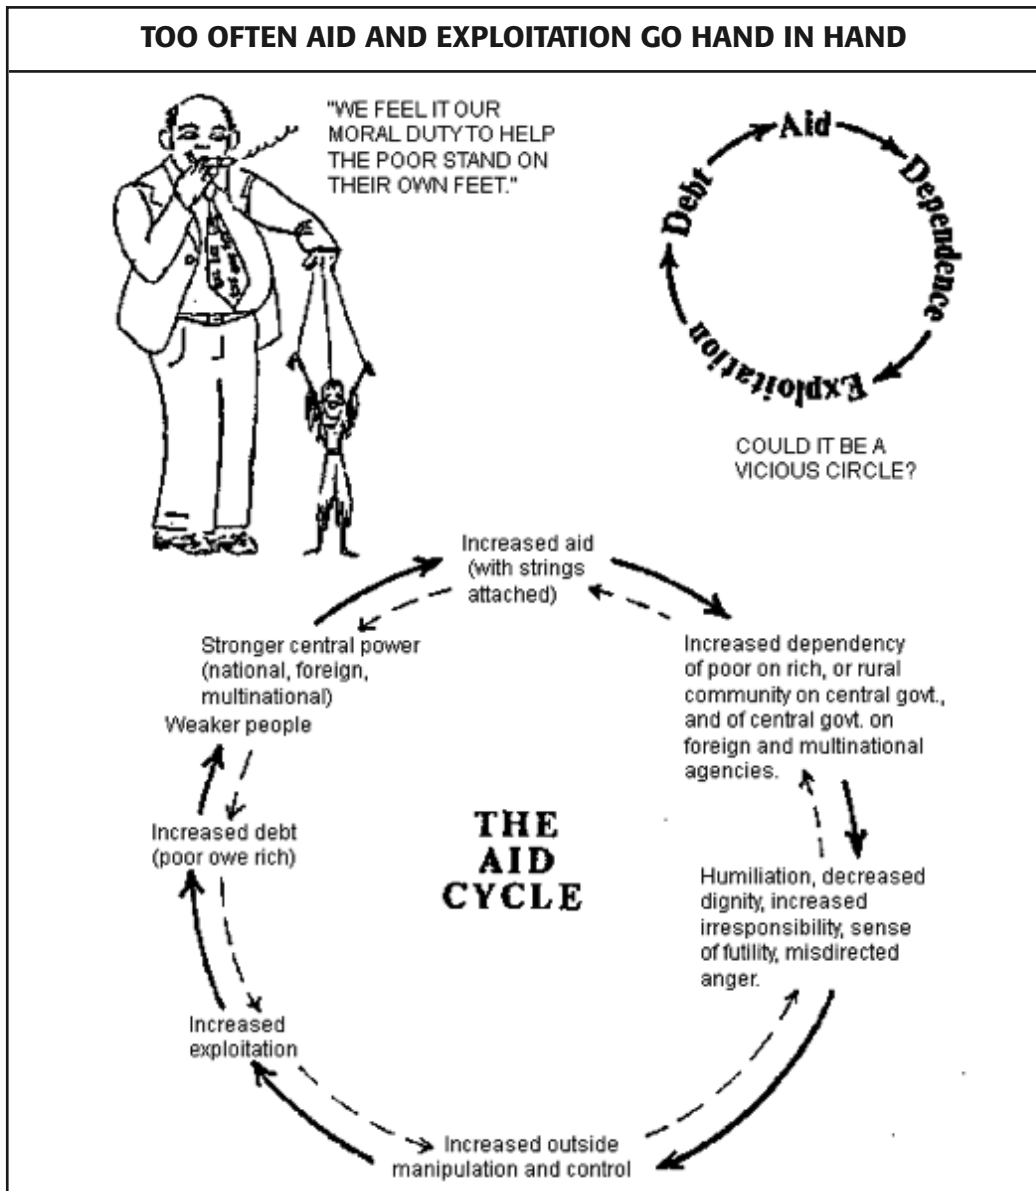 TOO OFTEN AID AND EXPLOITATION GO HAND IN HAND
"WE FEEL IT OUR
MORAL DUTY TO HELP
THE POOR STAND ON
THEIR OWN FEET."
Aid
Dependence
Exploitation
Debt
COULD IT BE A
VICIOUS CIRCLE?
Increased aid
(with strings
attached)
Increased dependency
of poor on rich, or rural
community on central govt.,
and of central govt. on
foreign and multinational
agencies.
Humiliation, decreased
dignity, increased
irresponsibility, sense
of futility, misdirected
anger.
Increased outside
manipulation and control
Increased
exploitation
Increased debt
(poor owe rich)
Stronger central power
(national, foreign,
multinational)
Weaker people
THE
AID
CYCLE